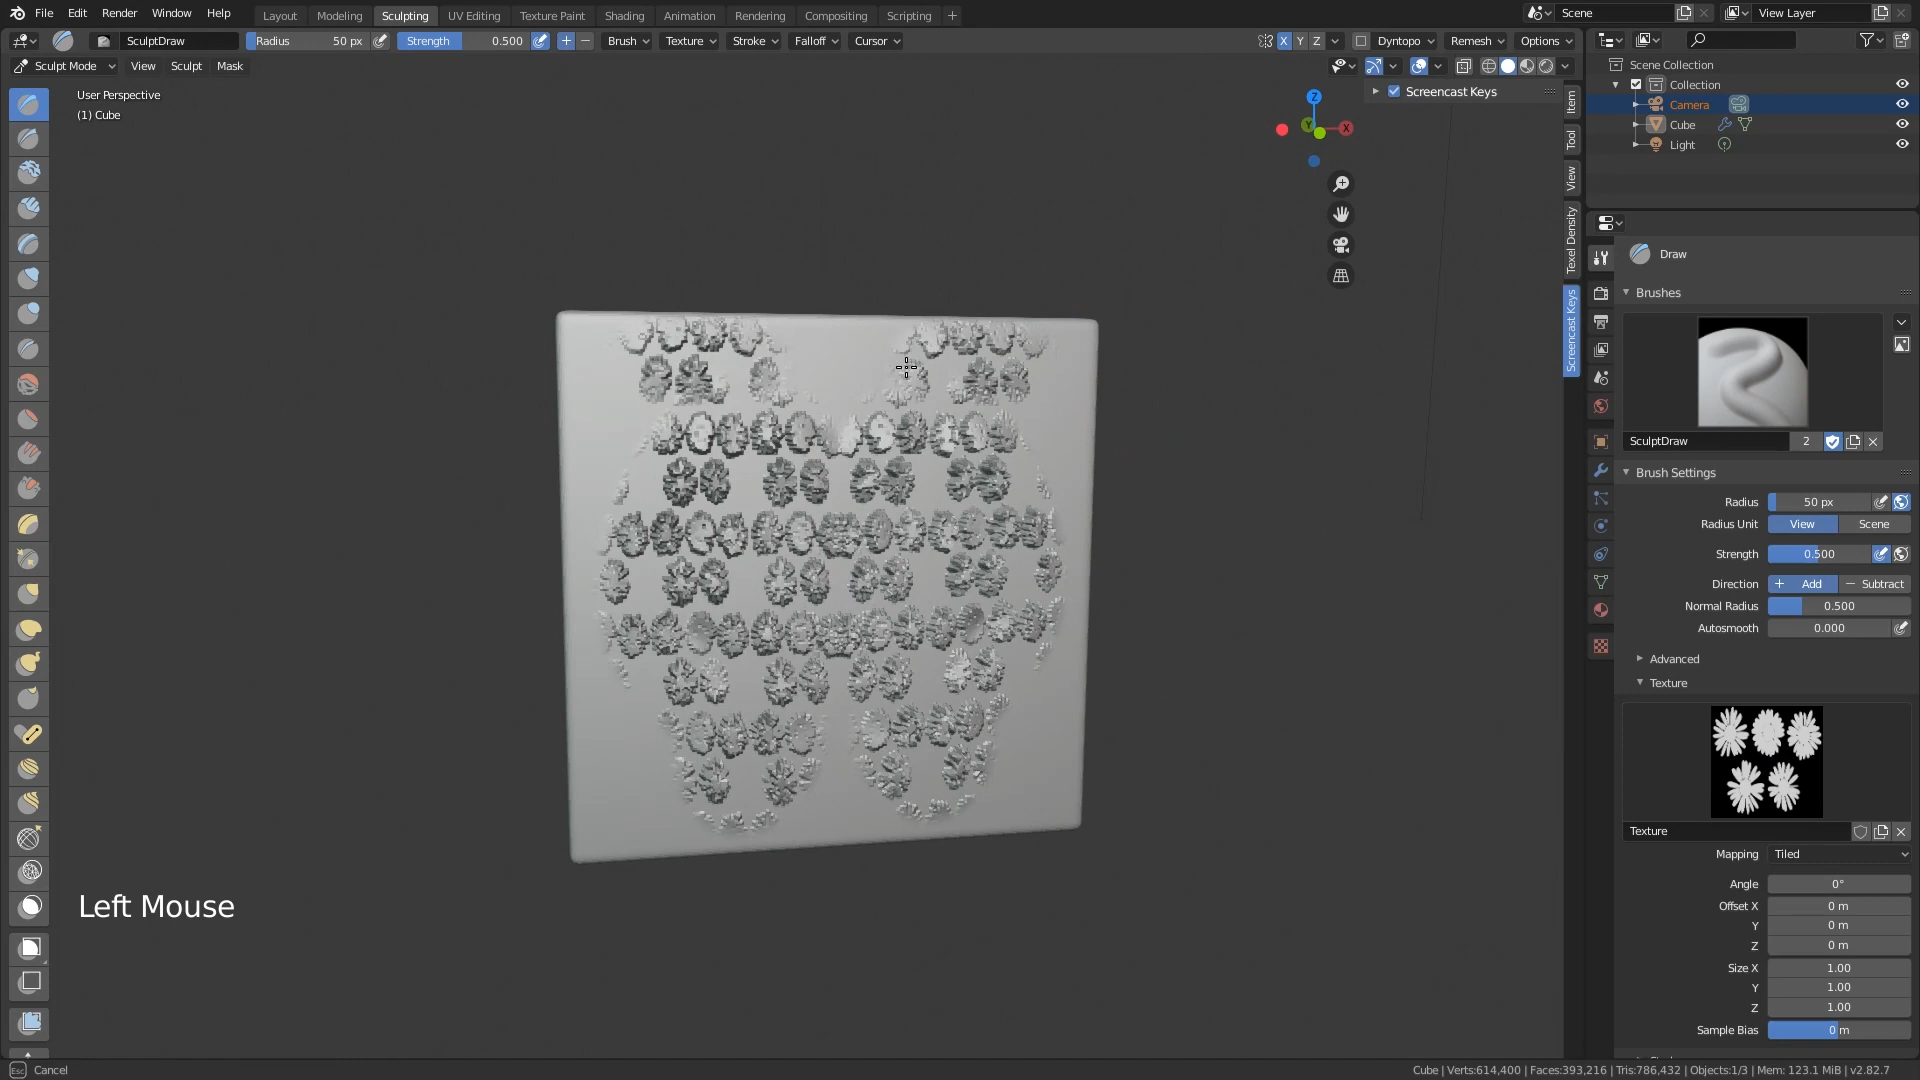 File Edit Render Window Help
Layout Modeling Sculpting UV Editing Texture Paint Shading Animation Rendering Compositing Scripting +
Scene
View Layer
SculptDraw
Radius 50 px
Strength 0.500
Brush Texture Stroke Falloff Cursor
X Y Z
Dyntopo Remesh Options
Sculpt Mode View Sculpt Mask
User Perspective
(1) Cube
Screencast Keys
Z
Y
X
Item
Tool
View
Texel Density
Screencast Keys
Scene Collection
Collection
Camera
Cube
Light
Draw
Brushes
SculptDraw 2
Brush Settings
Radius 50 px
Radius Unit View Scene
Strength 0.500
Direction + Add − Subtract
Normal Radius 0.500
Autosmooth 0.000
Advanced
Texture
Texture
Mapping Tiled
Angle 0°
Offset X 0 m
Y 0 m
Z 0 m
Size X 1.00
Y 1.00
Z 1.00
Sample Bias 0 m
Left Mouse
Esc Cancel
Cube | Verts:614,400 | Faces:393,216 | Tris:786,432 | Objects:1/3 | Mem: 123.1 MiB | v2.82.7